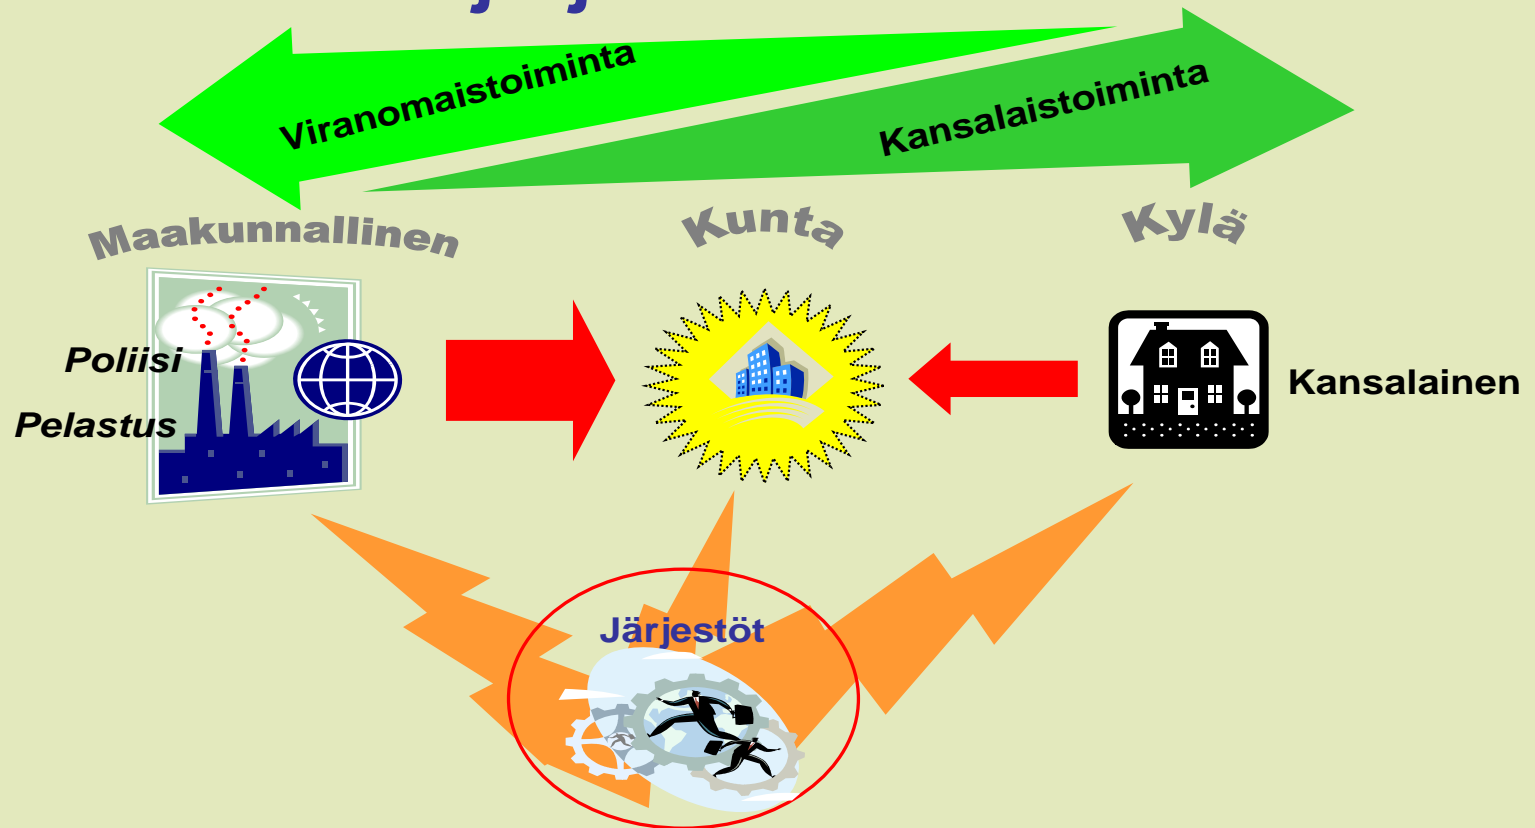 Viranomaistoiminta
Kansalaistoiminta
Maakunnallinen
Kunta
Kylä
Poliisi
Pelastus
Kansalainen
Järjestöt